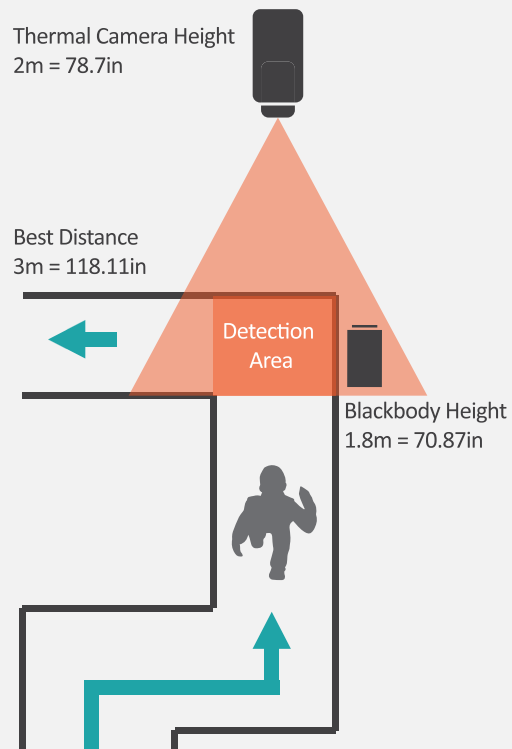 Thermal Camera Height
2m = 78.7in
Best Distance
3m = 118.11in
Detection
Area
Blackbody Height
1.8m = 70.87in